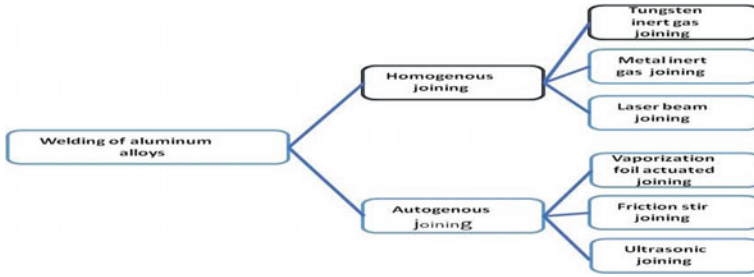 Tungsten
inert gas
joining
Homogenous
joining
Metal inert
gas joining
Laser beam
joining
Welding of aluminum
alloys
Vaporization
foil actuated
joining
Autogenous
joining
Friction stir
joining
Ultrasonic
joining